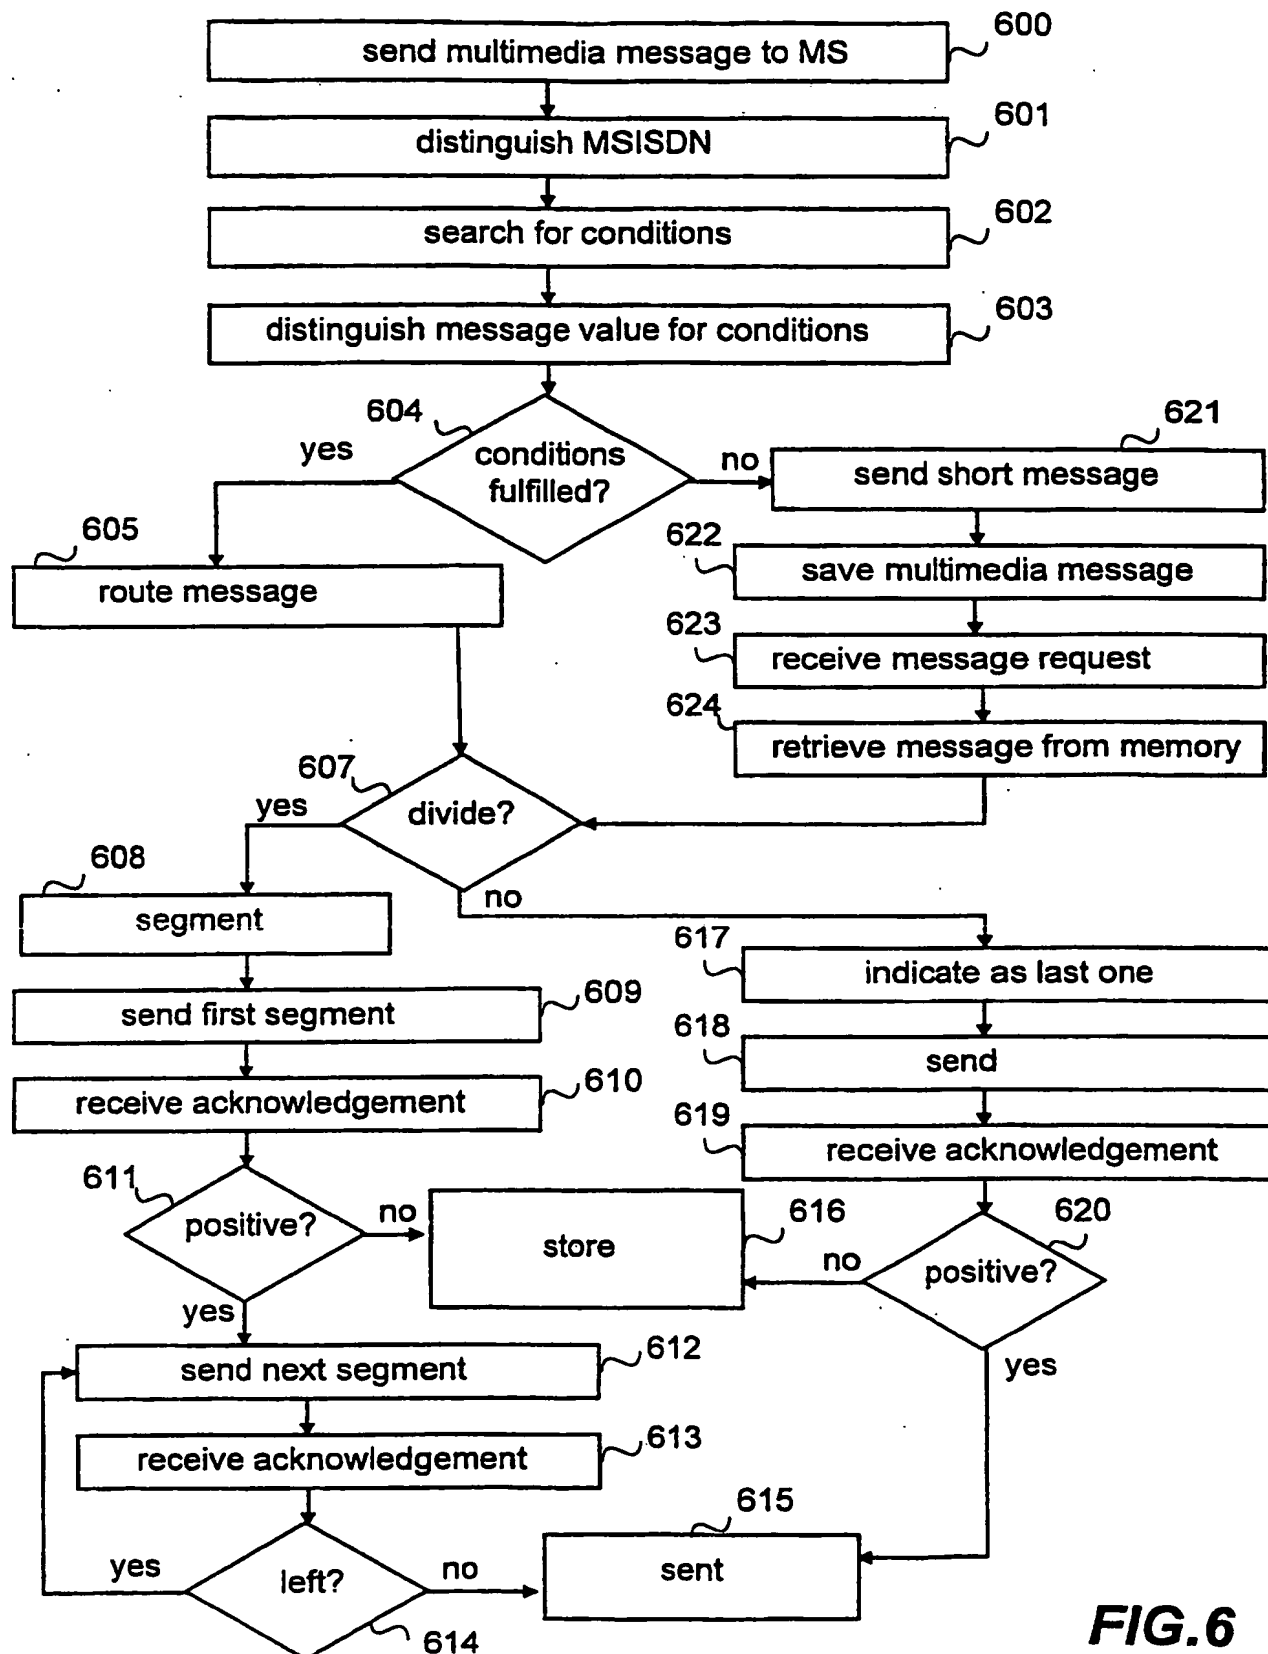 600
send multimedia message to MS
601
distinguish MSISDN
602
search for conditions
603
distinguish message value for conditions
604
yes
conditions
fulfilled?
no
621
send short message
605
route message
622
save multimedia message
623
receive message request
624
retrieve message from memory
607
yes
divide?
no
608
segment
617
indicate as last one
609
send first segment
618
send
610
receive acknowledgement
619
receive acknowledgement
611
positive?
no
yes
616
store
620
no
positive?
yes
612
send next segment
613
receive acknowledgement
615
sent
yes
left?
no
614
FIG.6